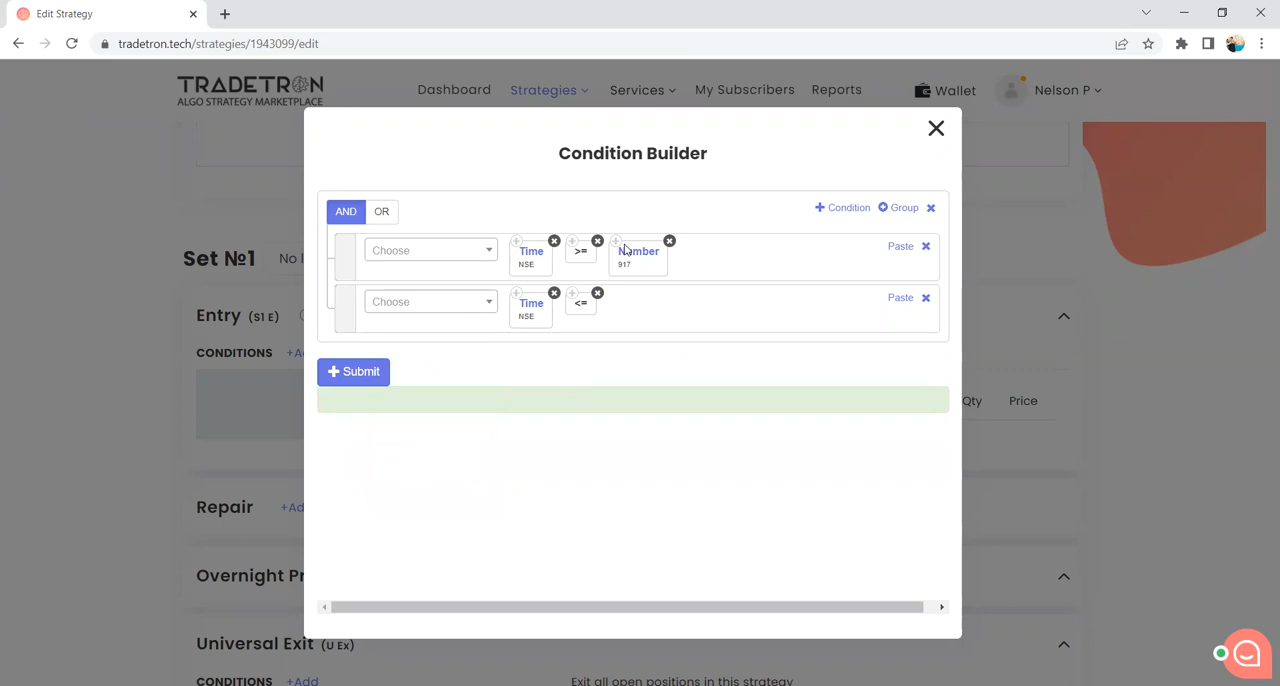 Edit Strategy
tradetron.tech/strategies/1943099/edit
TRADETRON
ALGO STRATEGY MARKETPLACE
Dashboard Strategies Services My Subscribers Reports Wallet Nelson P
Condition Builder
AND OR + Condition Group
Choose Time NSE >= Number 917 Paste
Choose Time NSE <= Paste
+ Submit
Set №1
Entry (S1 E)
CONDITIONS
Qty Price
Repair
Overnight
Universal Exit (U Ex)
CONDITIONS +Add
Exit all open positions in this strategy